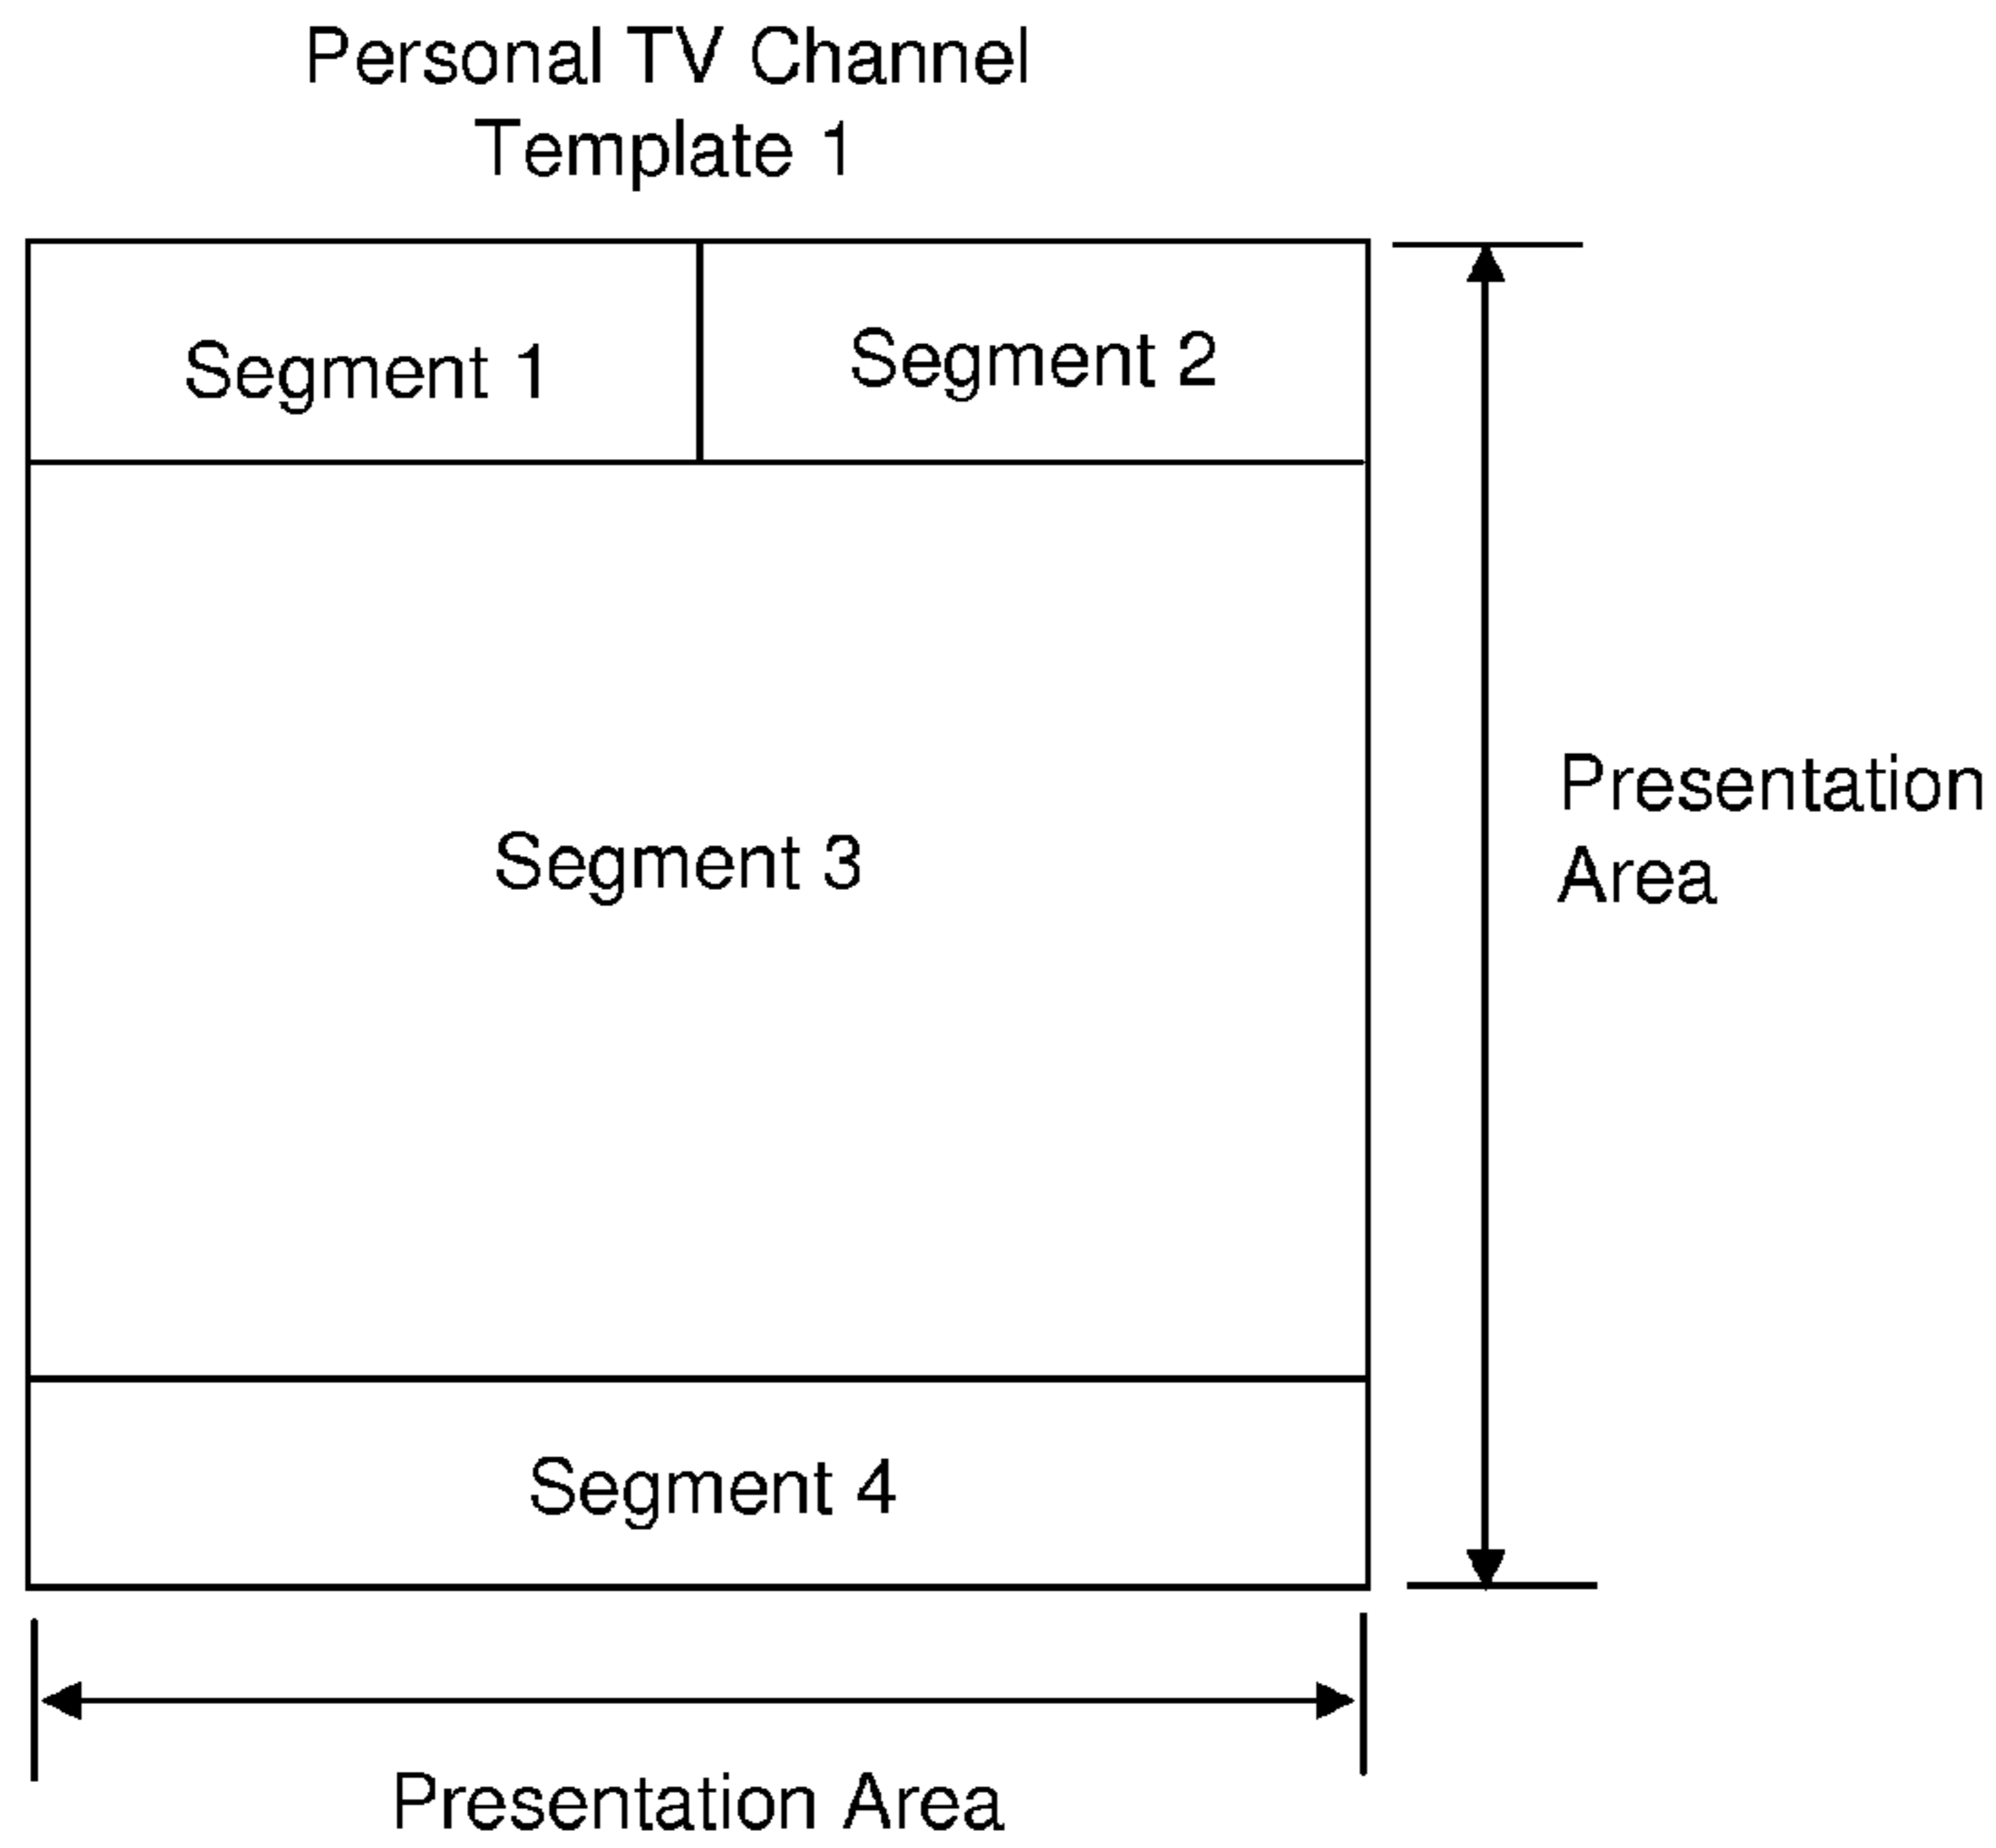 Personal TV Channel
Template 1
Segment 1
Segment 2
Segment 3
Presentation
Area
Segment 4
Presentation Area